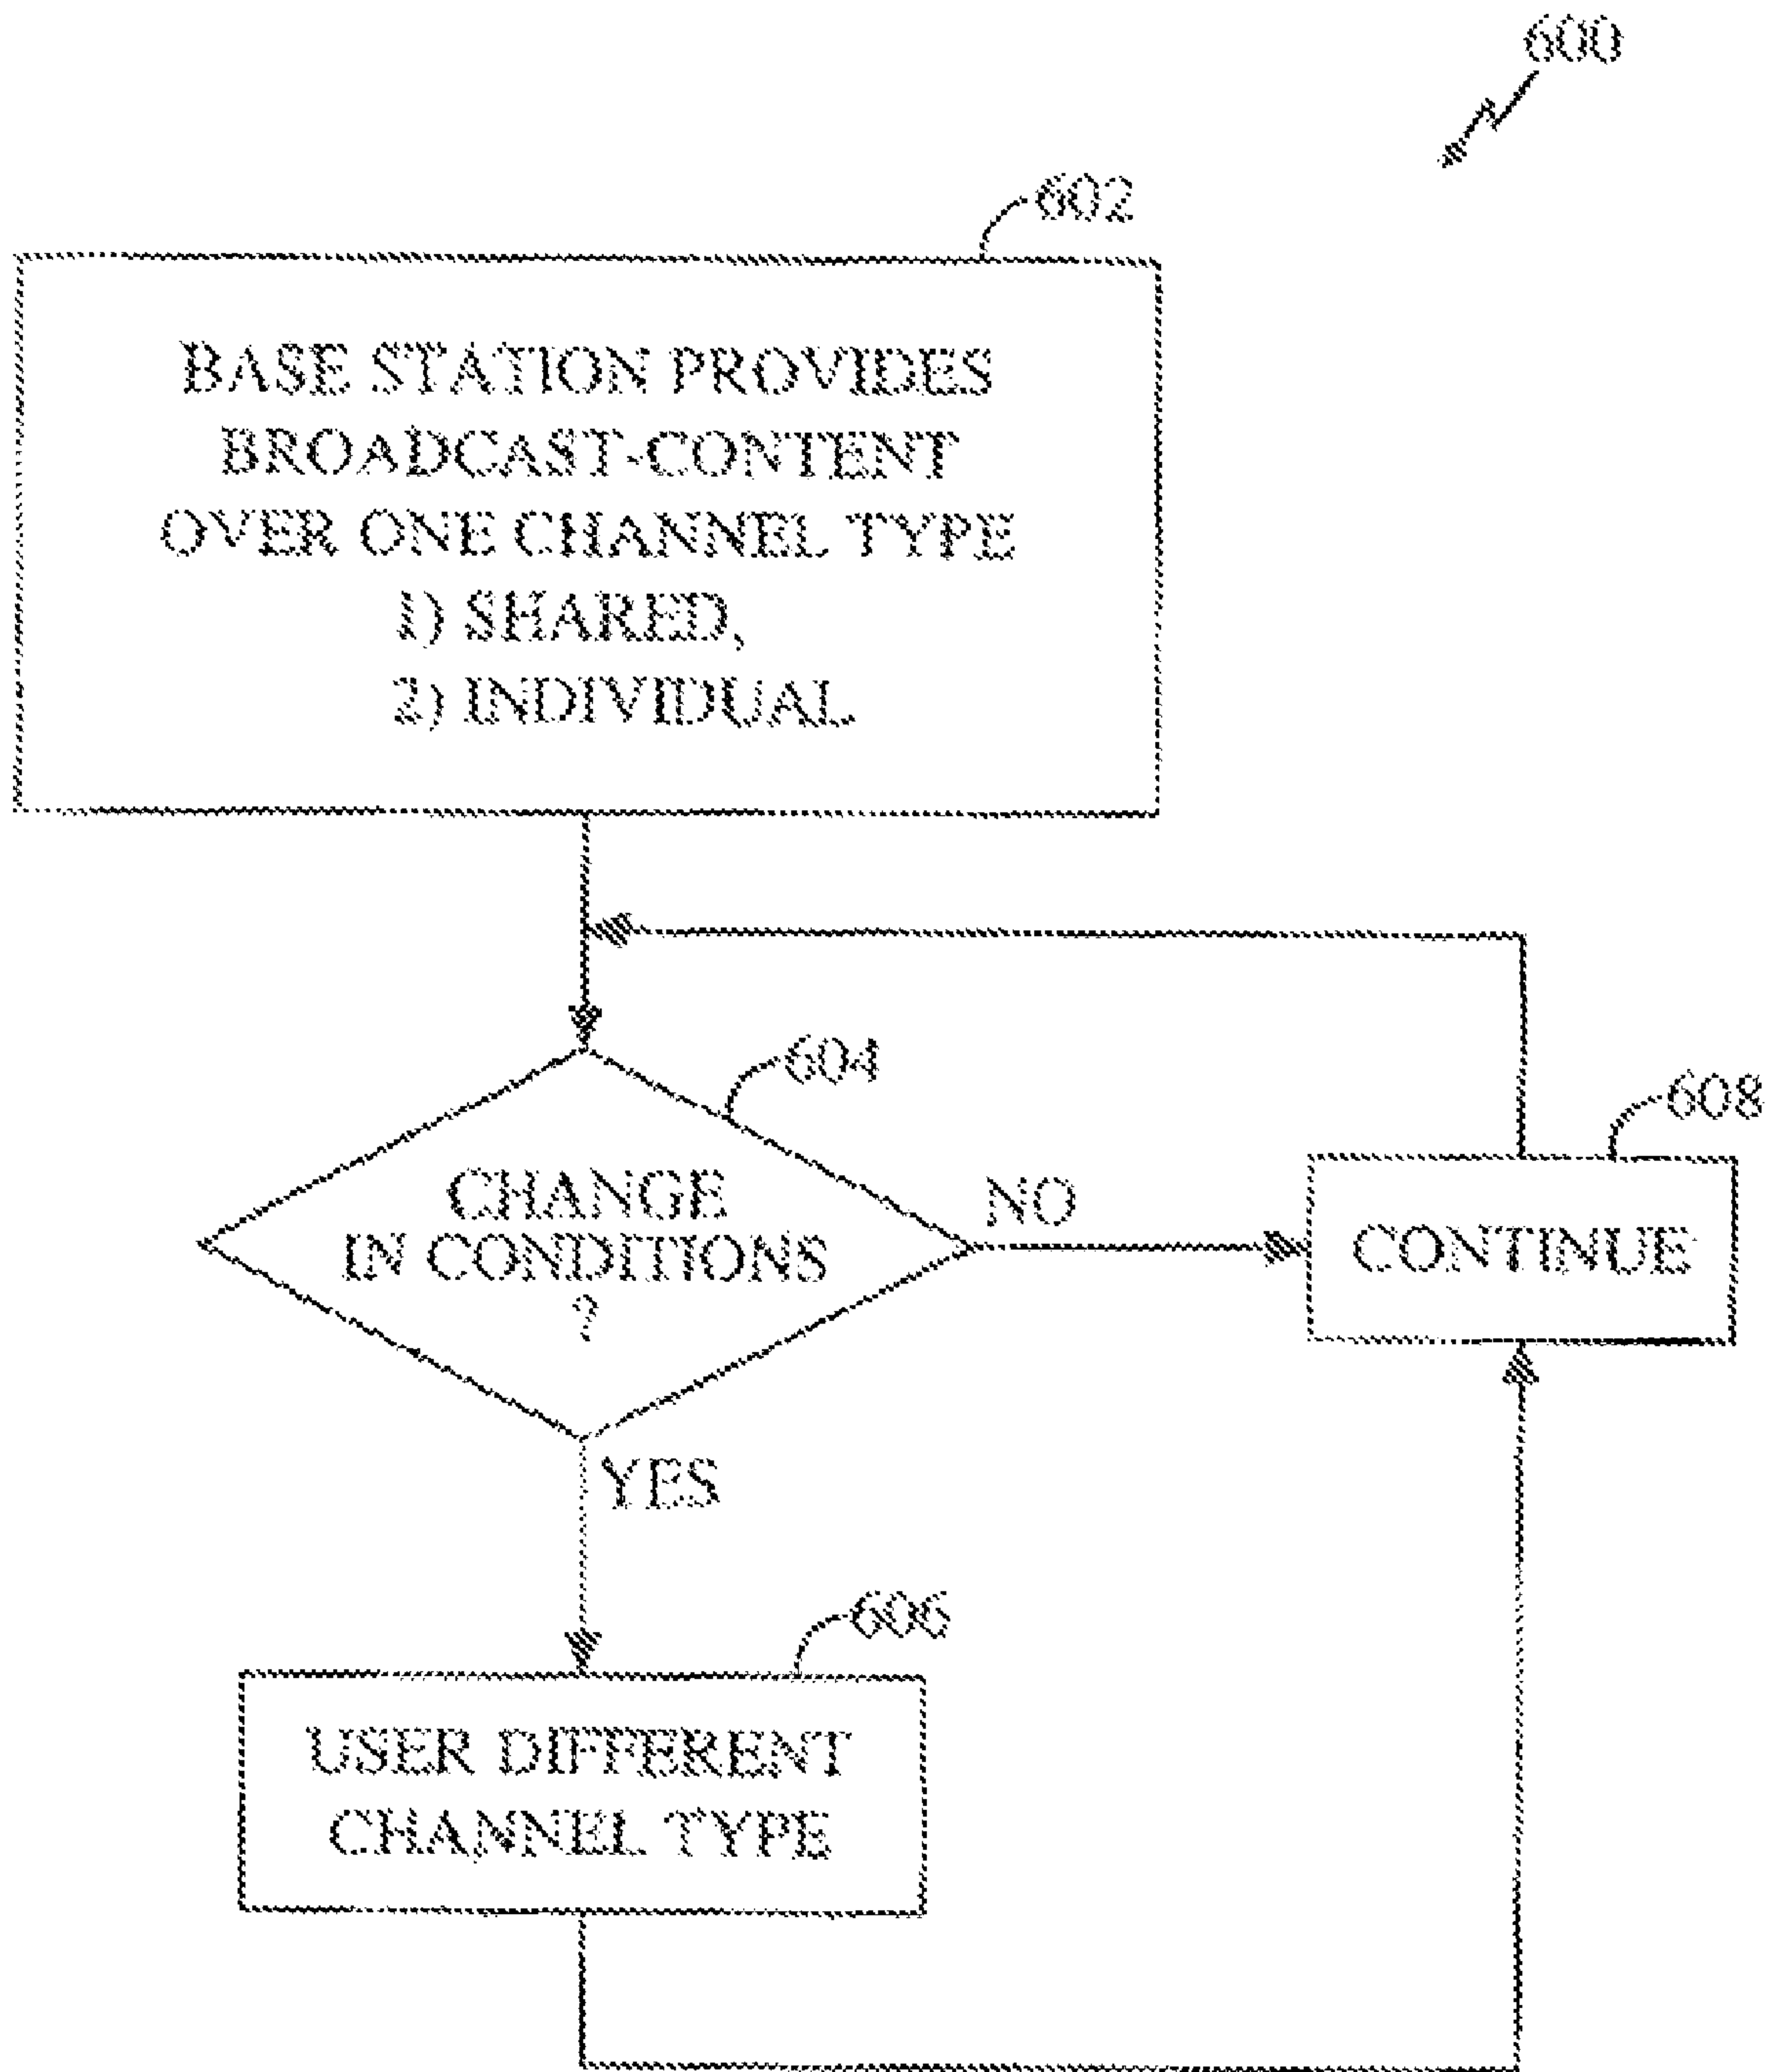 600
602
BASE STATION PROVIDES
BROADCAST-CONTENT
OVER ONE CHANNEL TYPE
1) SHARED,
2) INDIVIDUAL
604
608
CHANGE
IN CONDITIONS
?
NO
CONTINUE
YES
606
USER DIFFERENT
CHANNEL TYPE